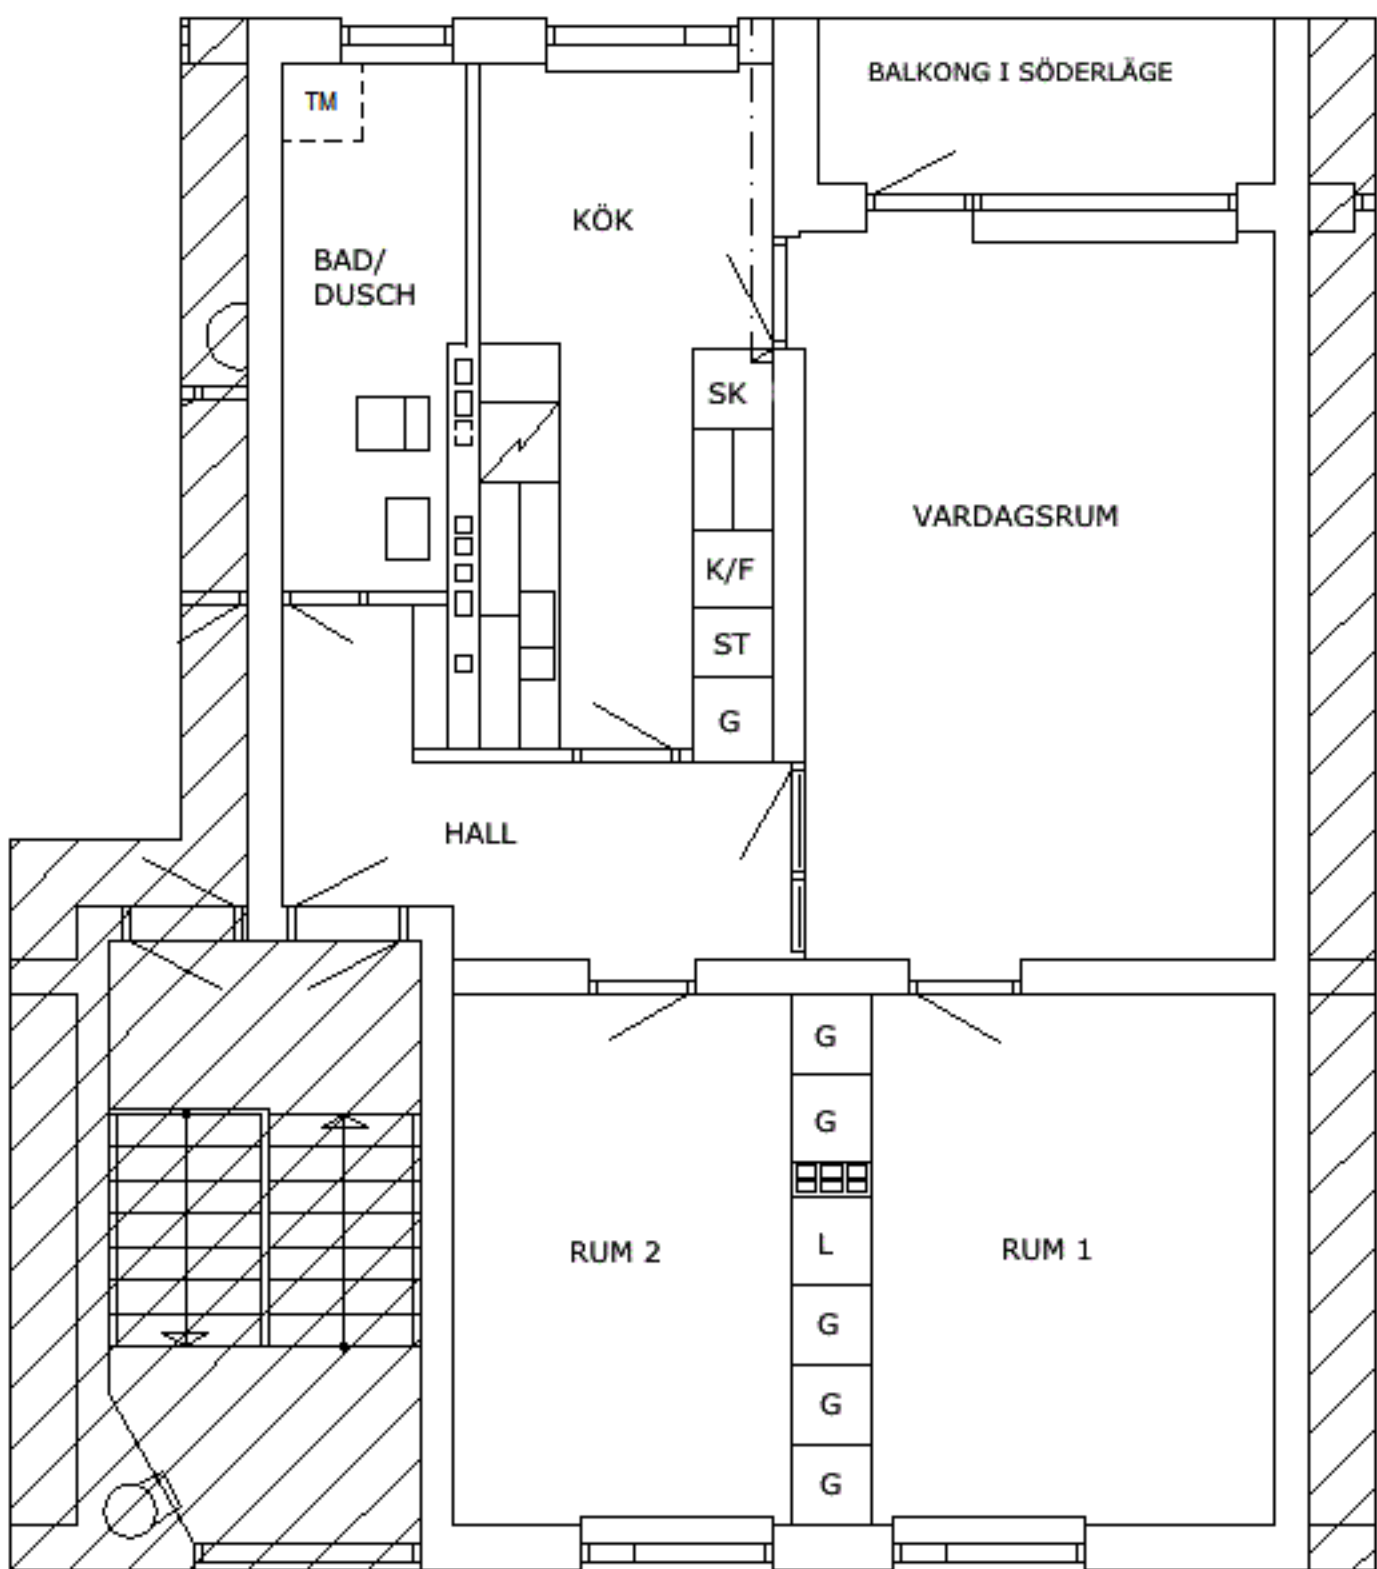 BALKONG I SÖDERLÄGE
TM
KÖK
BAD/
DUSCH
SK
VARDAGSRUM
K/F
ST
G
HALL
G
G
RUM 2
L
RUM 1
G
G
G